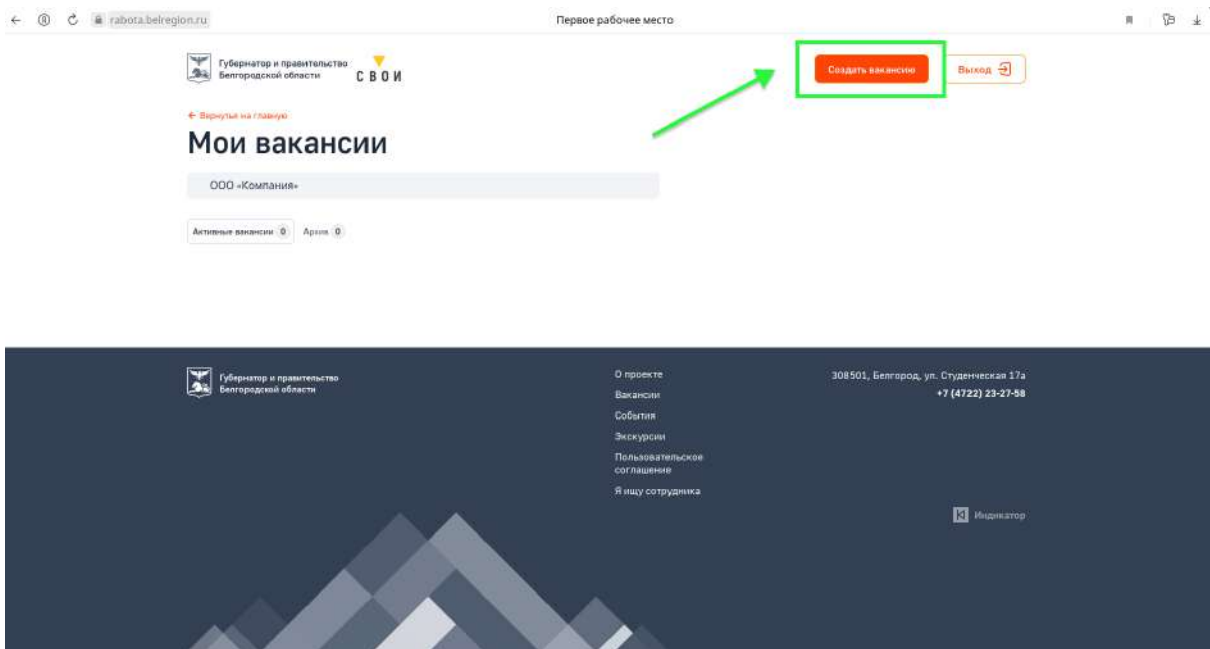 rabota.belregion.ru
Первое рабочее место
Губернатор и правительство
Белгородской области
СВОИ
Создать вакансию
Выход
← Вернуться на главную
Мои вакансии
ООО «Компания»
Активные вакансии 0
Архив 0
Губернатор и правительство
Белгородской области
О проекте
Вакансии
События
Экскурсии
Пользовательское
соглашение
Я ищу сотрудника
308501, Белгород, ул. Студенческая 17а
+7 (4722) 23-27-58
Индикатор